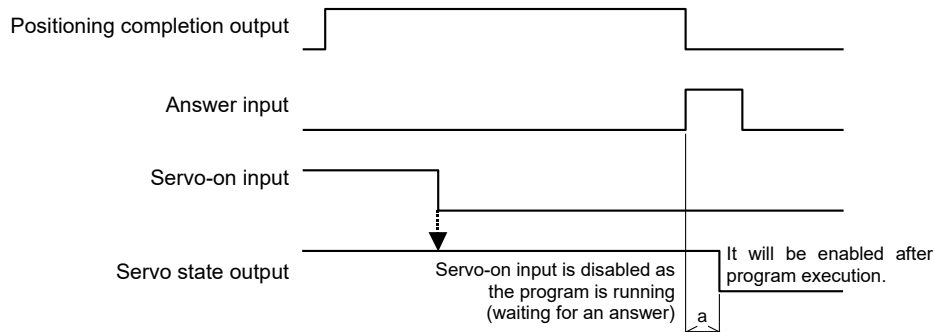 Positioning completion output
Answer input
Servo-on input
Servo state output
Servo-on input is disabled as
the program is running
(waiting for an answer)
a
It will be enabled after
program execution.